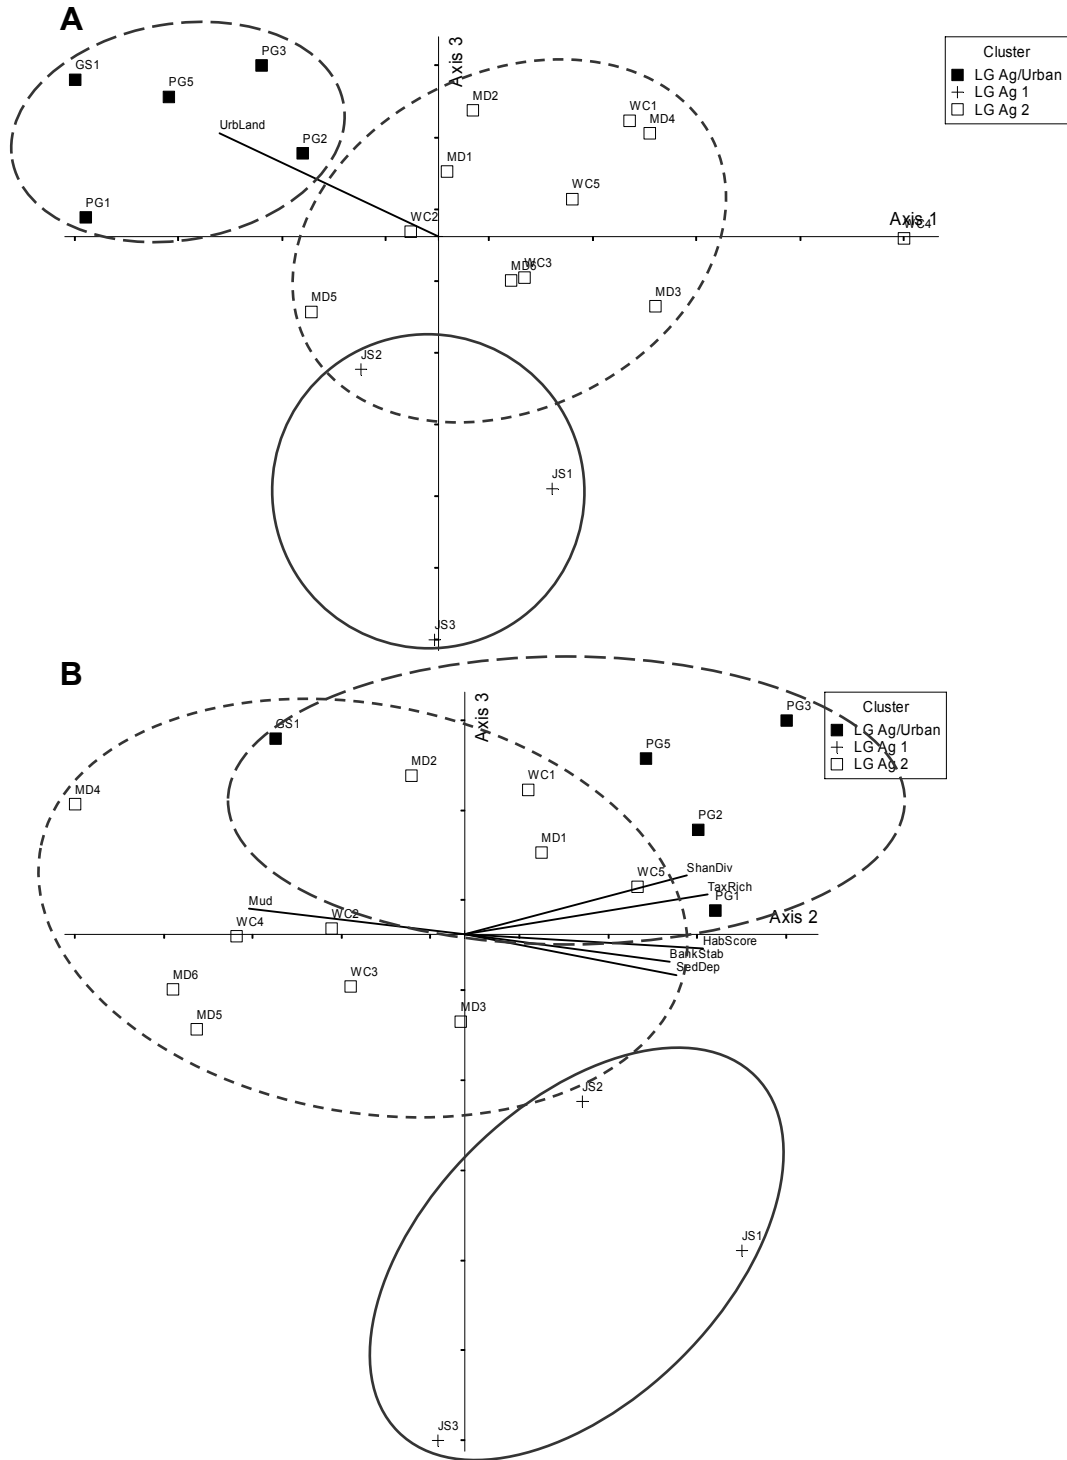 A
Axis 3
Cluster
LG Ag/Urban
LG Ag 1
LG Ag 2
PG3
GS1
PG5
MD2
WC1
MD4
UrbLand
PG2
MD1
WC5
PG1
WC2
Axis 1
WC4
MD6
WC3
MD5
MD3
JS2
JS1
JS3
B
Axis 3
Cluster
LG Ag/Urban
LG Ag 1
LG Ag 2
PG3
GS1
PG5
MD2
WC1
MD4
PG2
MD1
ShanDiv
WC5
TaxRich
Mud
PG1
WC2
Axis 2
WC4
HabScore
BankStab
SedDep
MD6
WC3
MD5
MD3
JS2
JS1
JS3